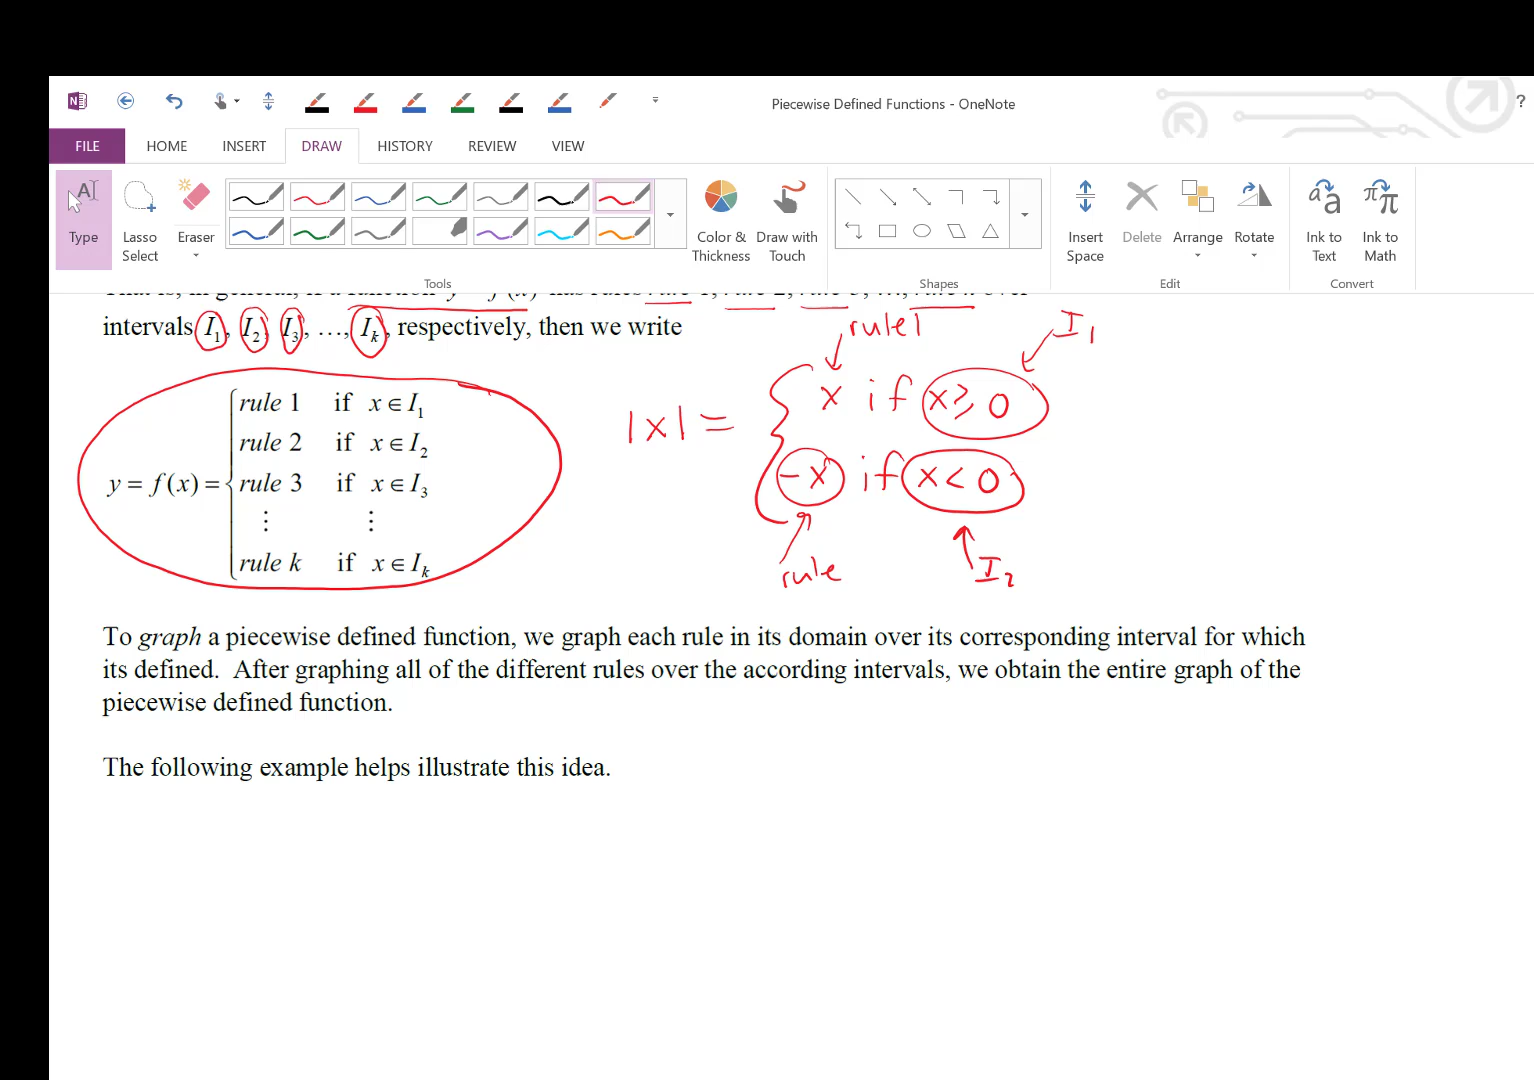 Piecewise Defined Functions - OneNote
?
FILE HOME INSERT DRAW HISTORY REVIEW VIEW
Type Lasso Select Eraser Color & Thickness Draw with Touch Insert Space Delete Arrange Rotate Ink to Text Ink to Math
Tools Shapes Edit Convert
intervals I₁, I₂, I₃, …, Iₖ, respectively, then we write
rule 1 I₁
y = f(x) = { rule 1 if x ∈ I₁
rule 2 if x ∈ I₂
rule 3 if x ∈ I₃
⋮ ⋮
rule k if x ∈ Iₖ
|x| = { x if x ≥ 0
-x if x < 0
rule I₂
To graph a piecewise defined function, we graph each rule in its domain over its corresponding interval for which
its defined. After graphing all of the different rules over the according intervals, we obtain the entire graph of the
piecewise defined function.
The following example helps illustrate this idea.